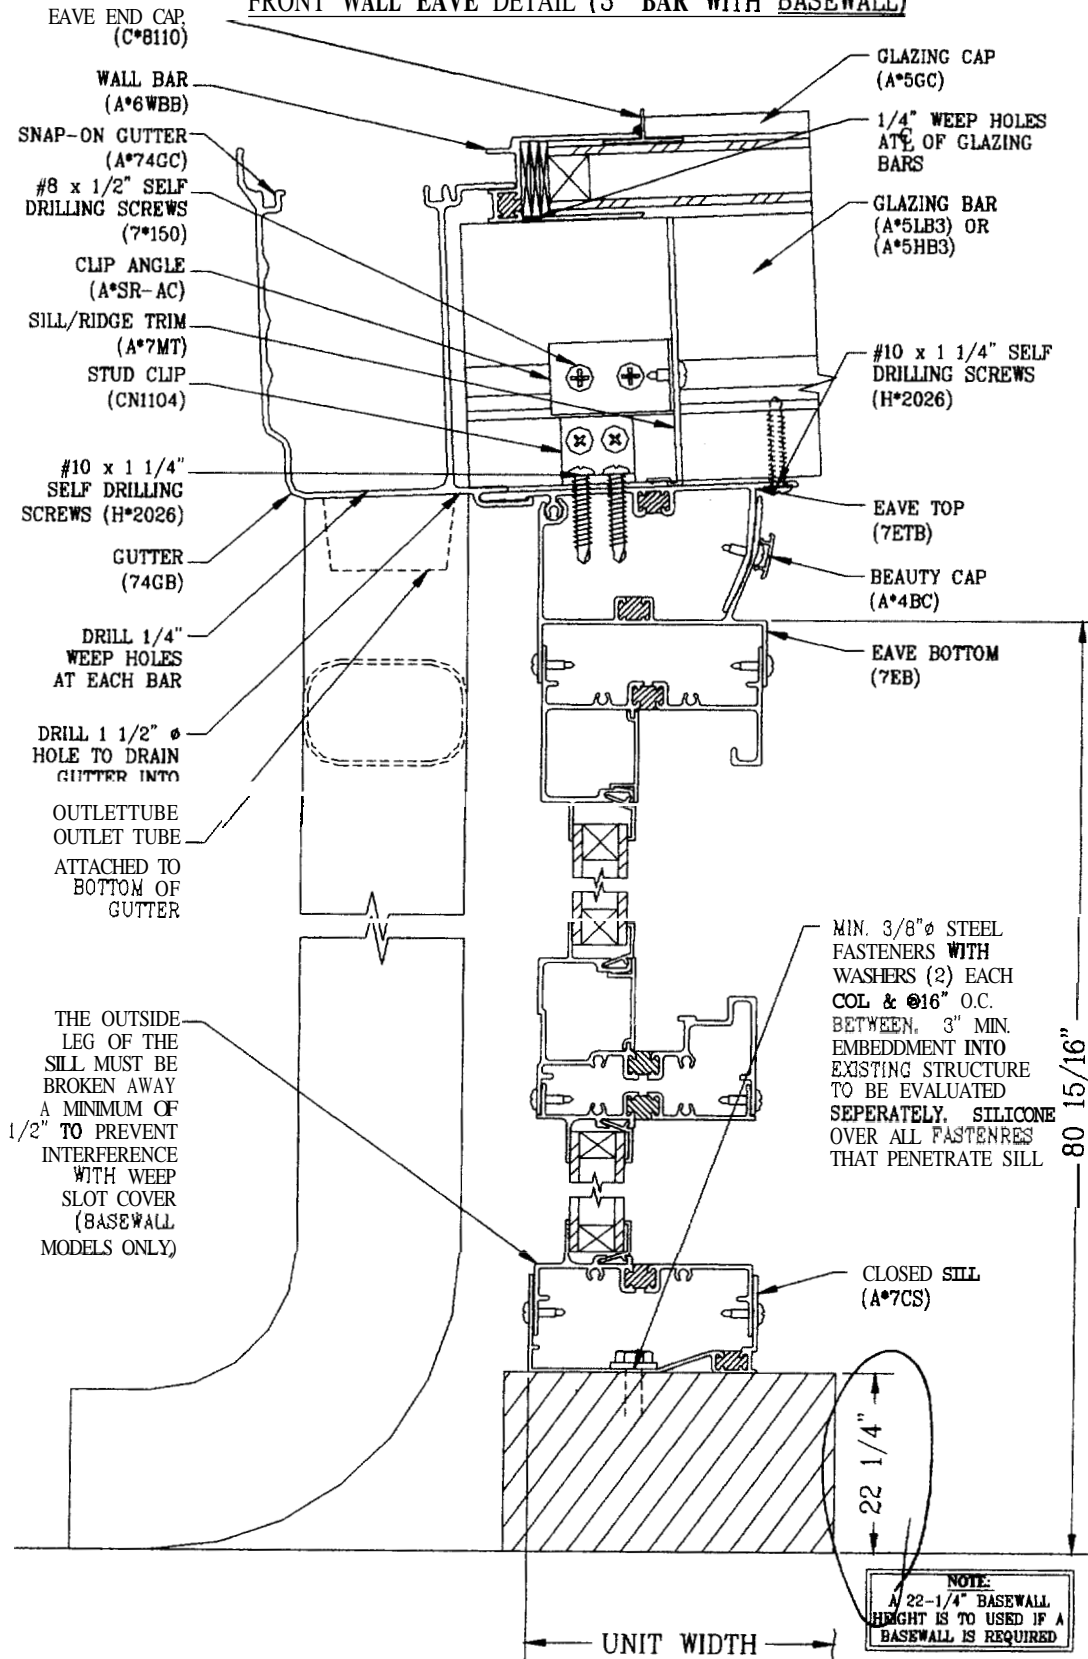 FRONT WALL EAVE DETAIL (5" BAR WITH BASEWALL)
EAVE END CAP,
(C*8110)
WALL BAR
(A*6WBB)
SNAP-ON GUTTER
(A*74GC)
#8 x 1/2" SELF
DRILLING SCREWS
(7*150)
CLIP ANGLE
(A*SR-AC)
SILL/RIDGE TRIM
(A*7MT)
STUD CLIP
(CN1104)
#10 x 1 1/4"
SELF DRILLING
SCREWS (H*2026)
GUTTER
(74GB)
DRILL 1/4"
WEEP HOLES
AT EACH BAR
DRILL 1 1/2" ø
HOLE TO DRAIN
GUTTER INTO
OUTLETTUBE
OUTLET TUBE
ATTACHED TO
BOTTOM OF
GUTTER
THE OUTSIDE
LEG OF THE
SILL MUST BE
BROKEN AWAY
A MINIMUM OF
1/2" TO PREVENT
INTERFERENCE
WITH WEEP
SLOT COVER
(BASEWALL
MODELS ONLY)
GLAZING CAP
(A*5GC)
1/4" WEEP HOLES
AT ℄ OF GLAZING
BARS
GLAZING BAR
(A*5LB3) OR
(A*5HB3)
#10 x 1 1/4" SELF
DRILLING SCREWS
(H*2026)
EAVE TOP
(7ETB)
BEAUTY CAP
(A*4BC)
EAVE BOTTOM
(7EB)
MIN. 3/8"ø STEEL
FASTENERS WITH
WASHERS (2) EACH
COL & @16" O.C.
BETWEEN. 3" MIN.
EMBEDDMENT INTO
EXISTING STRUCTURE
TO BE EVALUATED
SEPERATELY. SILICONE
OVER ALL FASTENRES
THAT PENETRATE SILL
80 15/16"
CLOSED SILL
(A*7CS)
22 1/4"
NOTE:
A 22-1/4" BASEWALL
HEIGHT IS TO USED IF A
BASEWALL IS REQUIRED
UNIT WIDTH